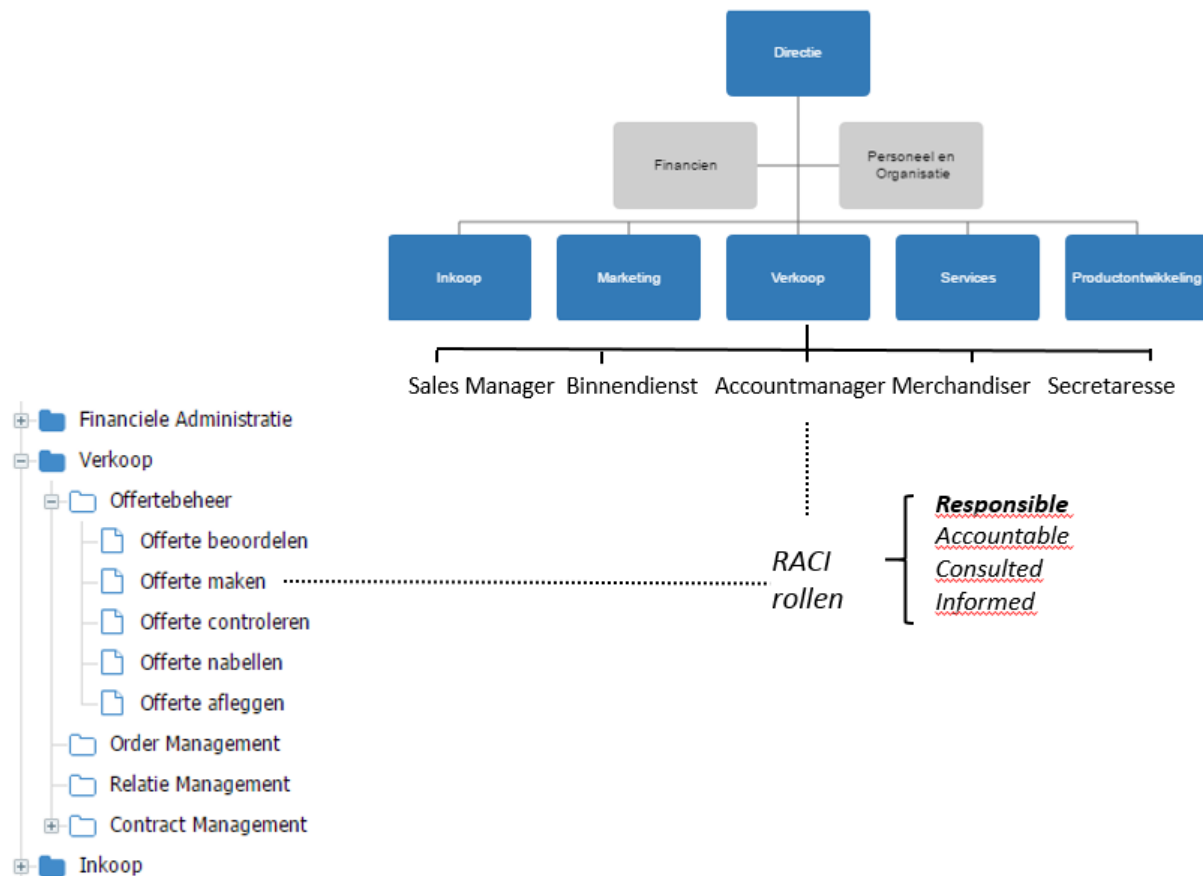 Directie
Financien
Personeel en
Organisatie
Inkoop
Marketing
Verkoop
Services
Productontwikkeling
Sales Manager
Binnendienst
Accountmanager
Merchandiser
Secretaresse
Financiele Administratie
Verkoop
Offertebeheer
Offerte beoordelen
Offerte maken
Offerte controleren
Offerte nabellen
Offerte afleggen
Order Management
Relatie Management
Contract Management
Inkoop
RACI
rollen
Responsible
Accountable
Consulted
Informed